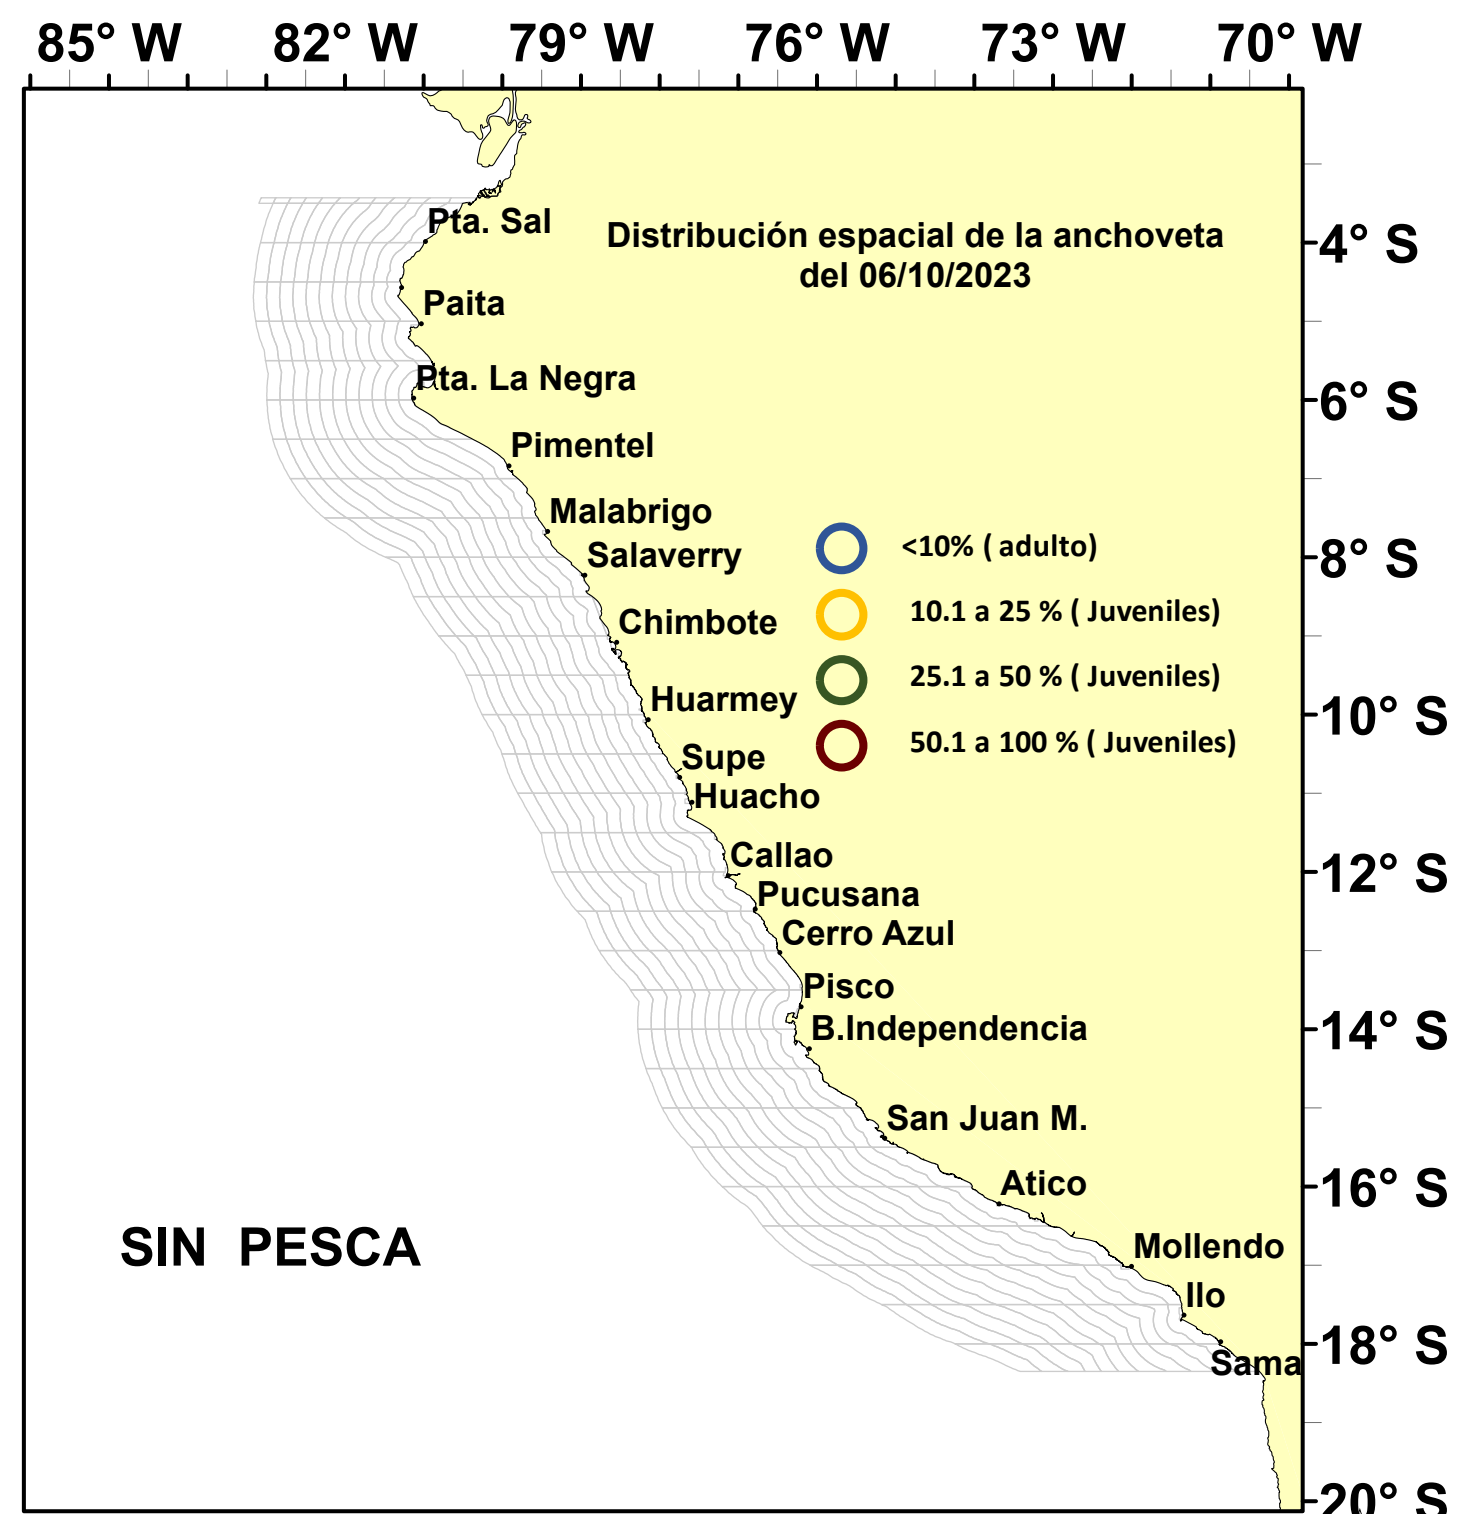 85° W 82° W 79° W 76° W 73° W 70° W
Distribución espacial de la anchoveta
del 06/10/2023
Pta. Sal
4° S
Paita
Pta. La Negra
6° S
Pimentel
Malabrigo
Salaverry
<10% ( adulto)
8° S
Chimbote
10.1 a 25 % ( Juveniles)
25.1 a 50 % ( Juveniles)
Huarmey
10° S
50.1 a 100 % ( Juveniles)
Supe
Huacho
Callao
12° S
Pucusana
Cerro Azul
Pisco
B.Independencia
14° S
San Juan M.
Atico
16° S
SIN PESCA
Mollendo
Ilo
18° S
Sama
20° S